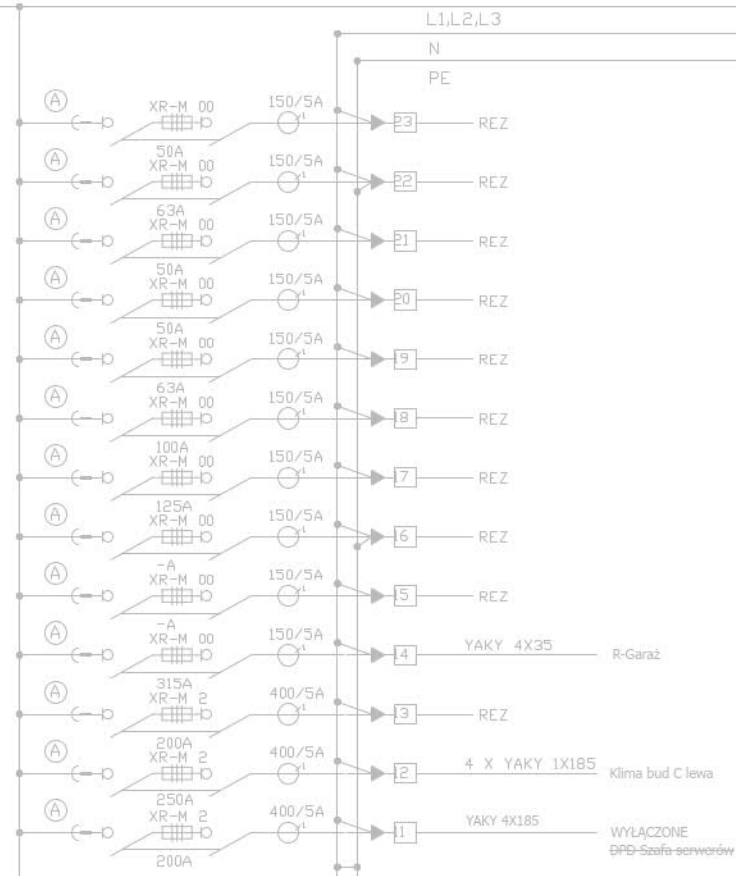 L1,L2,L3
N
PE
A XR-M 00 150/5A 23 REZ
50A
A XR-M 00 150/5A 22 REZ
63A
A XR-M 00 150/5A 21 REZ
50A
A XR-M 00 150/5A 20 REZ
50A
A XR-M 00 150/5A 19 REZ
63A
A XR-M 00 150/5A 18 REZ
100A
A XR-M 00 150/5A 17 REZ
125A
A XR-M 00 150/5A 16 REZ
-A
A XR-M 00 150/5A 15 REZ
-A
A XR-M 00 150/5A 14 YAKY 4X35 R-Garaż
315A
A XR-M 2 400/5A 13 REZ
200A
A XR-M 2 400/5A 12 4 X YAKY 1X185 Klima bud C lewa
250A
A XR-M 2 400/5A 11 YAKY 4X185 WYŁĄCZONE
200A DPD Szafa serwerów